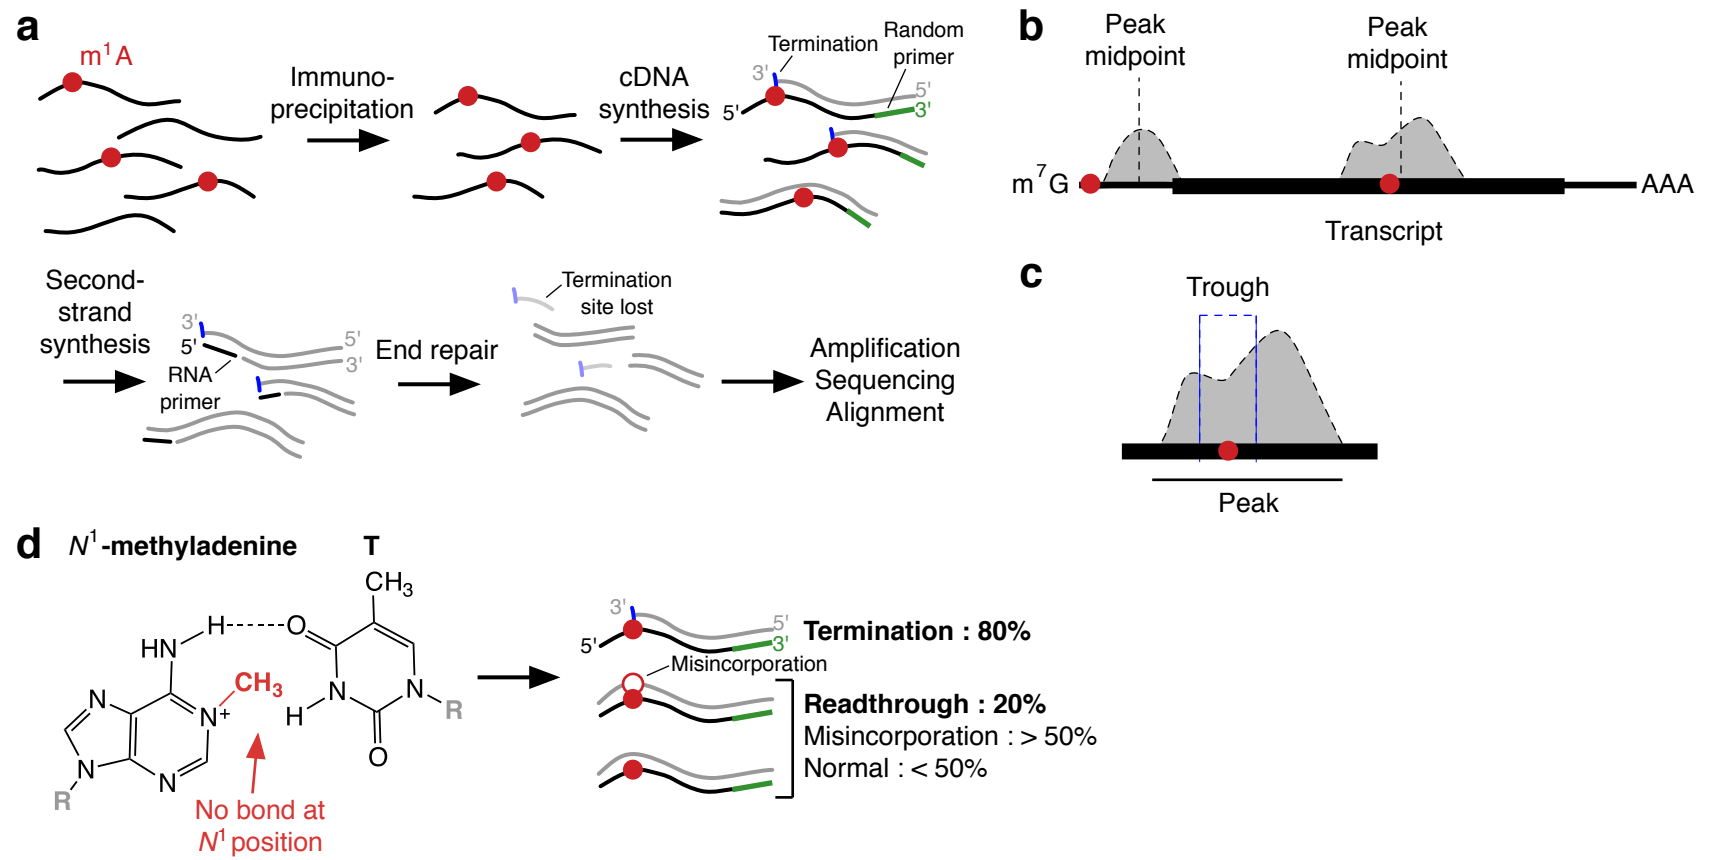 a
m¹A
Immuno-
precipitation
cDNA
synthesis
Termination
Random
primer
3'
5'
5'
3'
Second-
strand
synthesis
3'
5'
5'
3'
RNA
primer
End repair
Termination
site lost
Amplification
Sequencing
Alignment
b
Peak
midpoint
Peak
midpoint
m⁷G
AAA
Transcript
c
Trough
Peak
d
N¹-methyladenine
T
CH₃
H
O
HN
CH₃
N
N⁺
N
N
H
N
N
R
O
R
No bond at
N¹ position
3'
5'
5'
3'
Termination : 80%
Misincorporation
Readthrough : 20%
Misincorporation : > 50%
Normal : < 50%